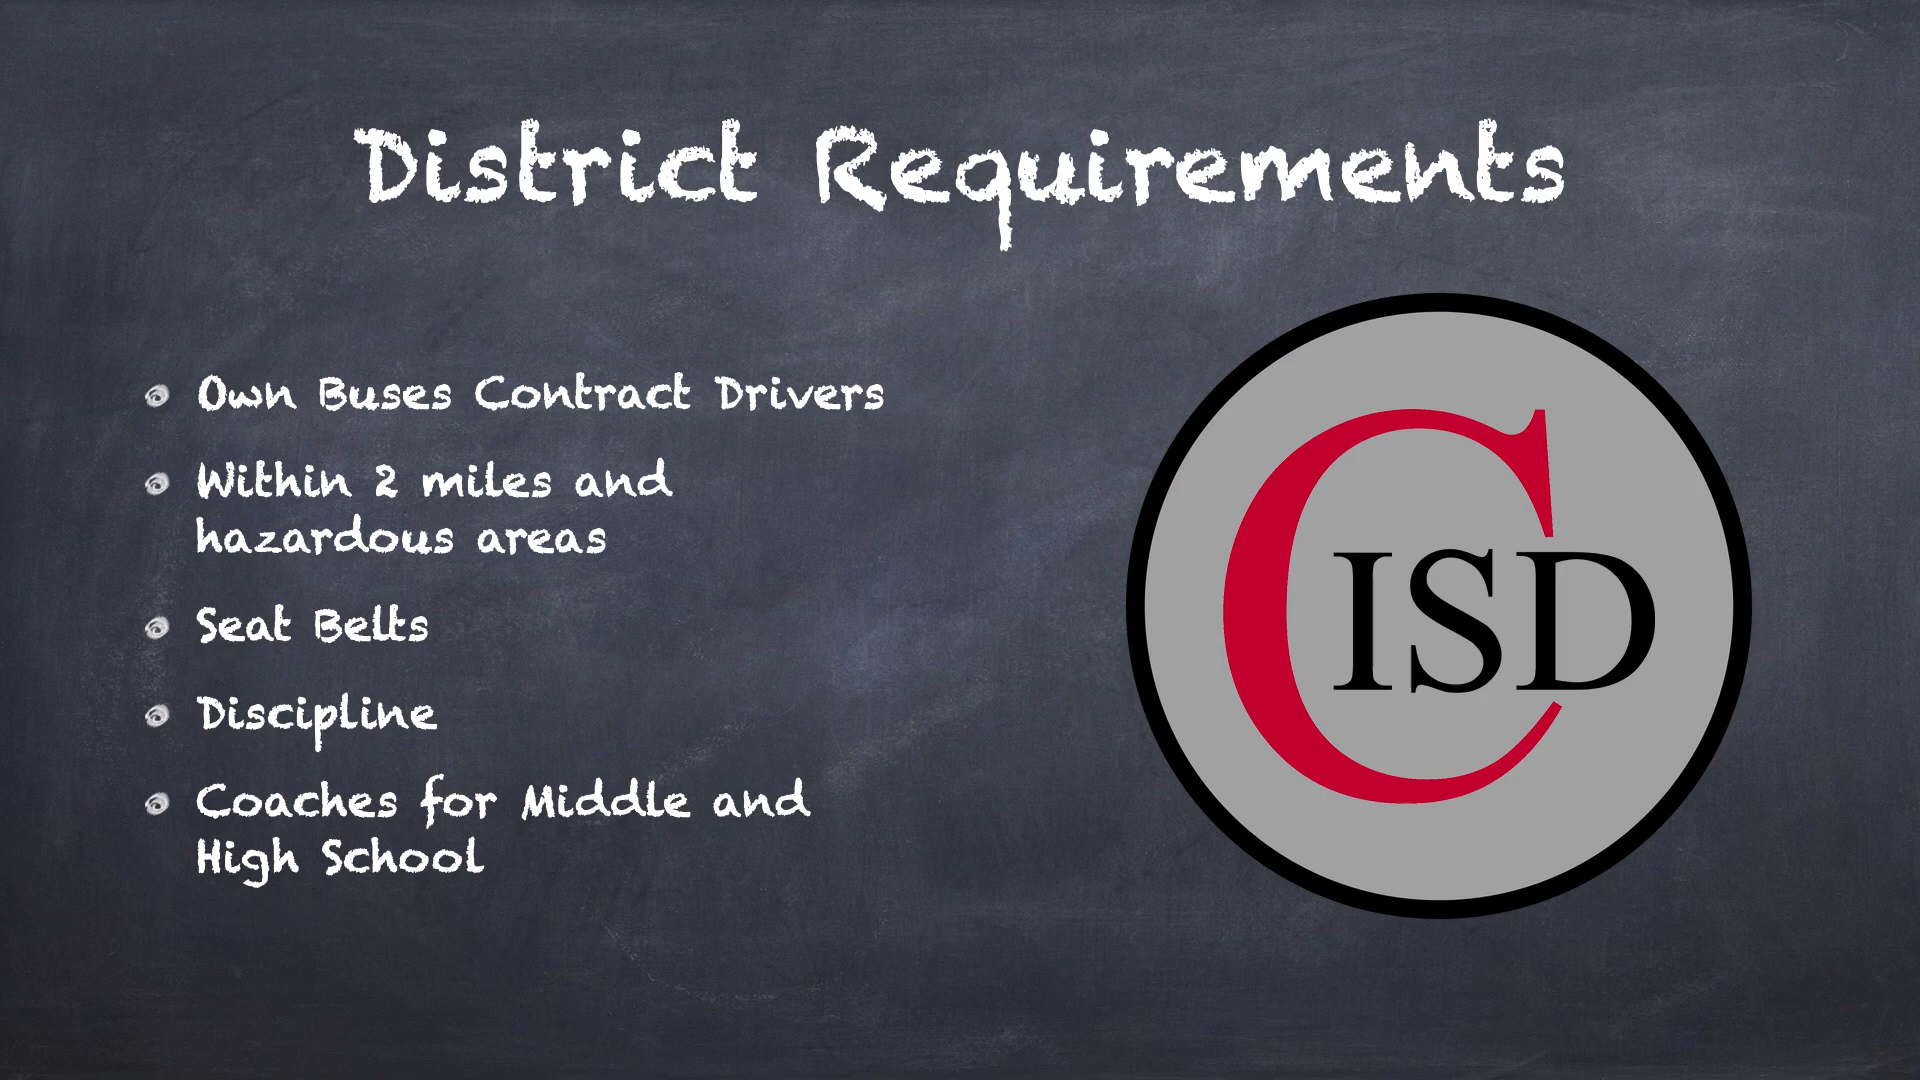 District Requirements
Own Buses Contract Drivers
Within 2 miles and
hazardous areas
Seat Belts
Discipline
Coaches for Middle and
High School
CISD